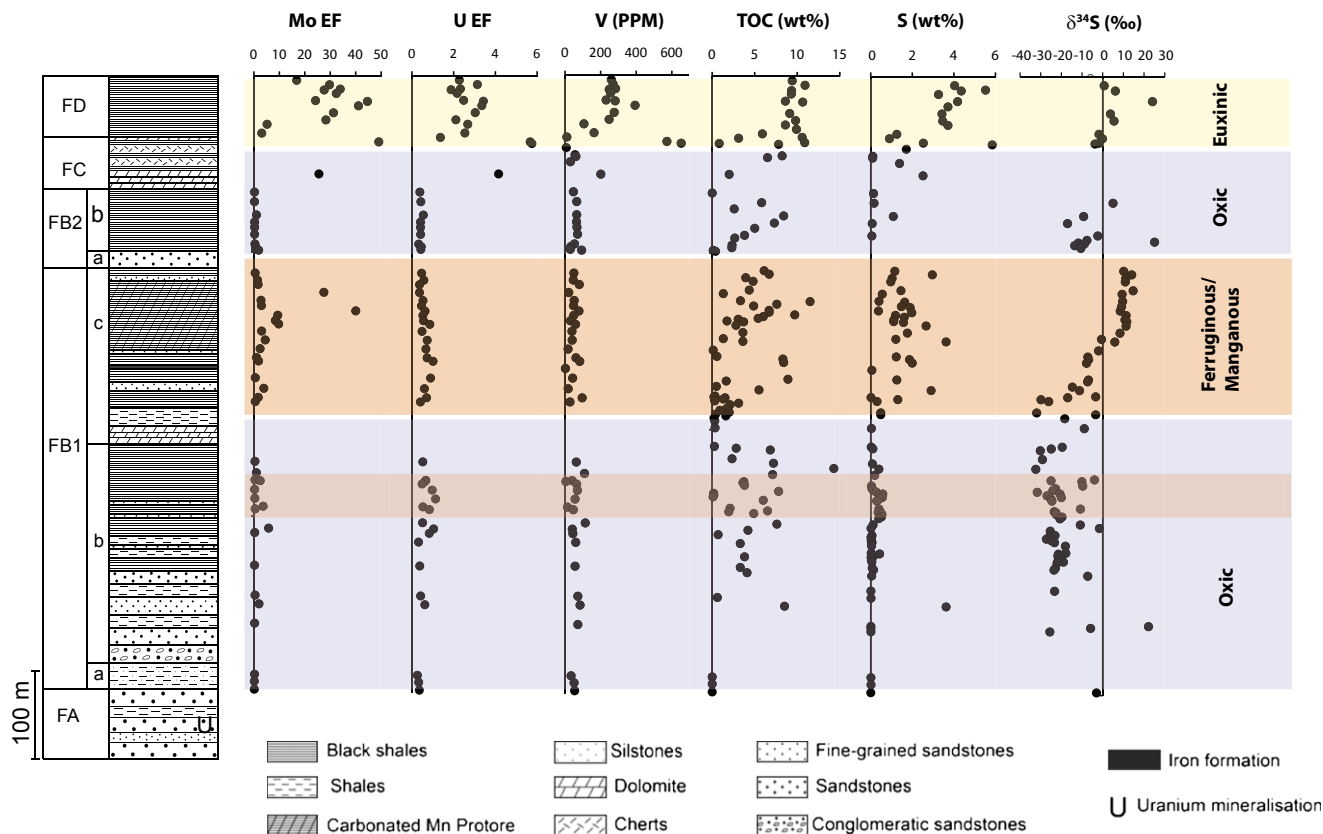 Mo EF U EF V (PPM) TOC (wt%) S (wt%) δ³⁴S (‰)
0 10 20 30 40 50 0 2 4 6 0 200 400 600 0 5 10 15 0 2 4 6 -40 -30 -20 -10 0 10 20 30
FD
Euxinic
FC
Oxic
FB2
b
a
c
Ferruginous/
Manganous
FB1
b
Oxic
a
FA
U
100 m
Black shales Silstones Fine-grained sandstones Iron formation
Shales Dolomite Sandstones U Uranium mineralisation
Carbonated Mn Protore Cherts Conglomeratic sandstones